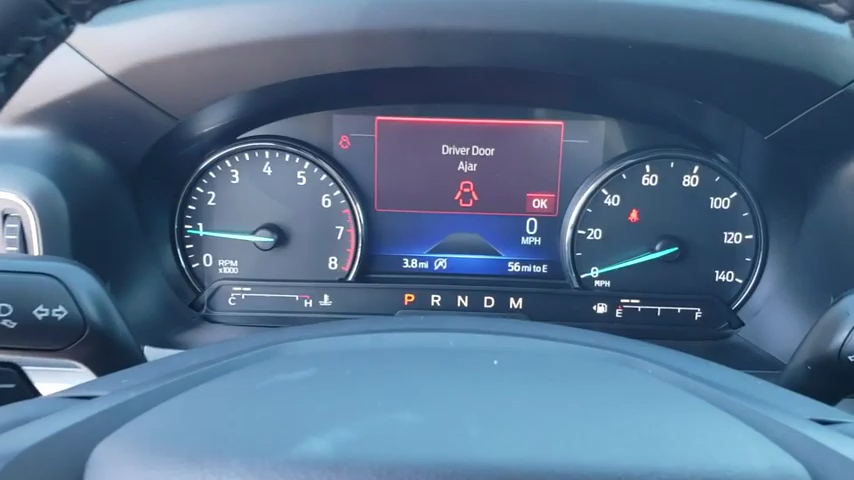 Driver Door
Ajar
OK
0
MPH
3.8 mi
56 mi to E
0 1 2 3 4 5 6 7 8
RPM
x1000
0 20 40 60 80 100 120 140
MPH
C H
P R N D M
E F